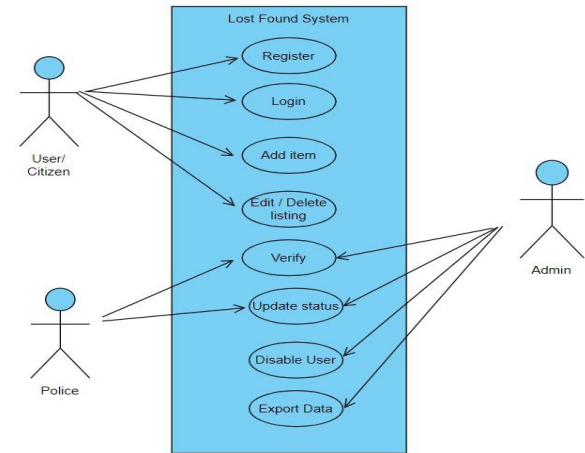 Lost Found System
Register
Login
Add item
User/
Citizen
Edit / Delete
listing
Verify
Admin
Update status
Police
Disable User
Export Data